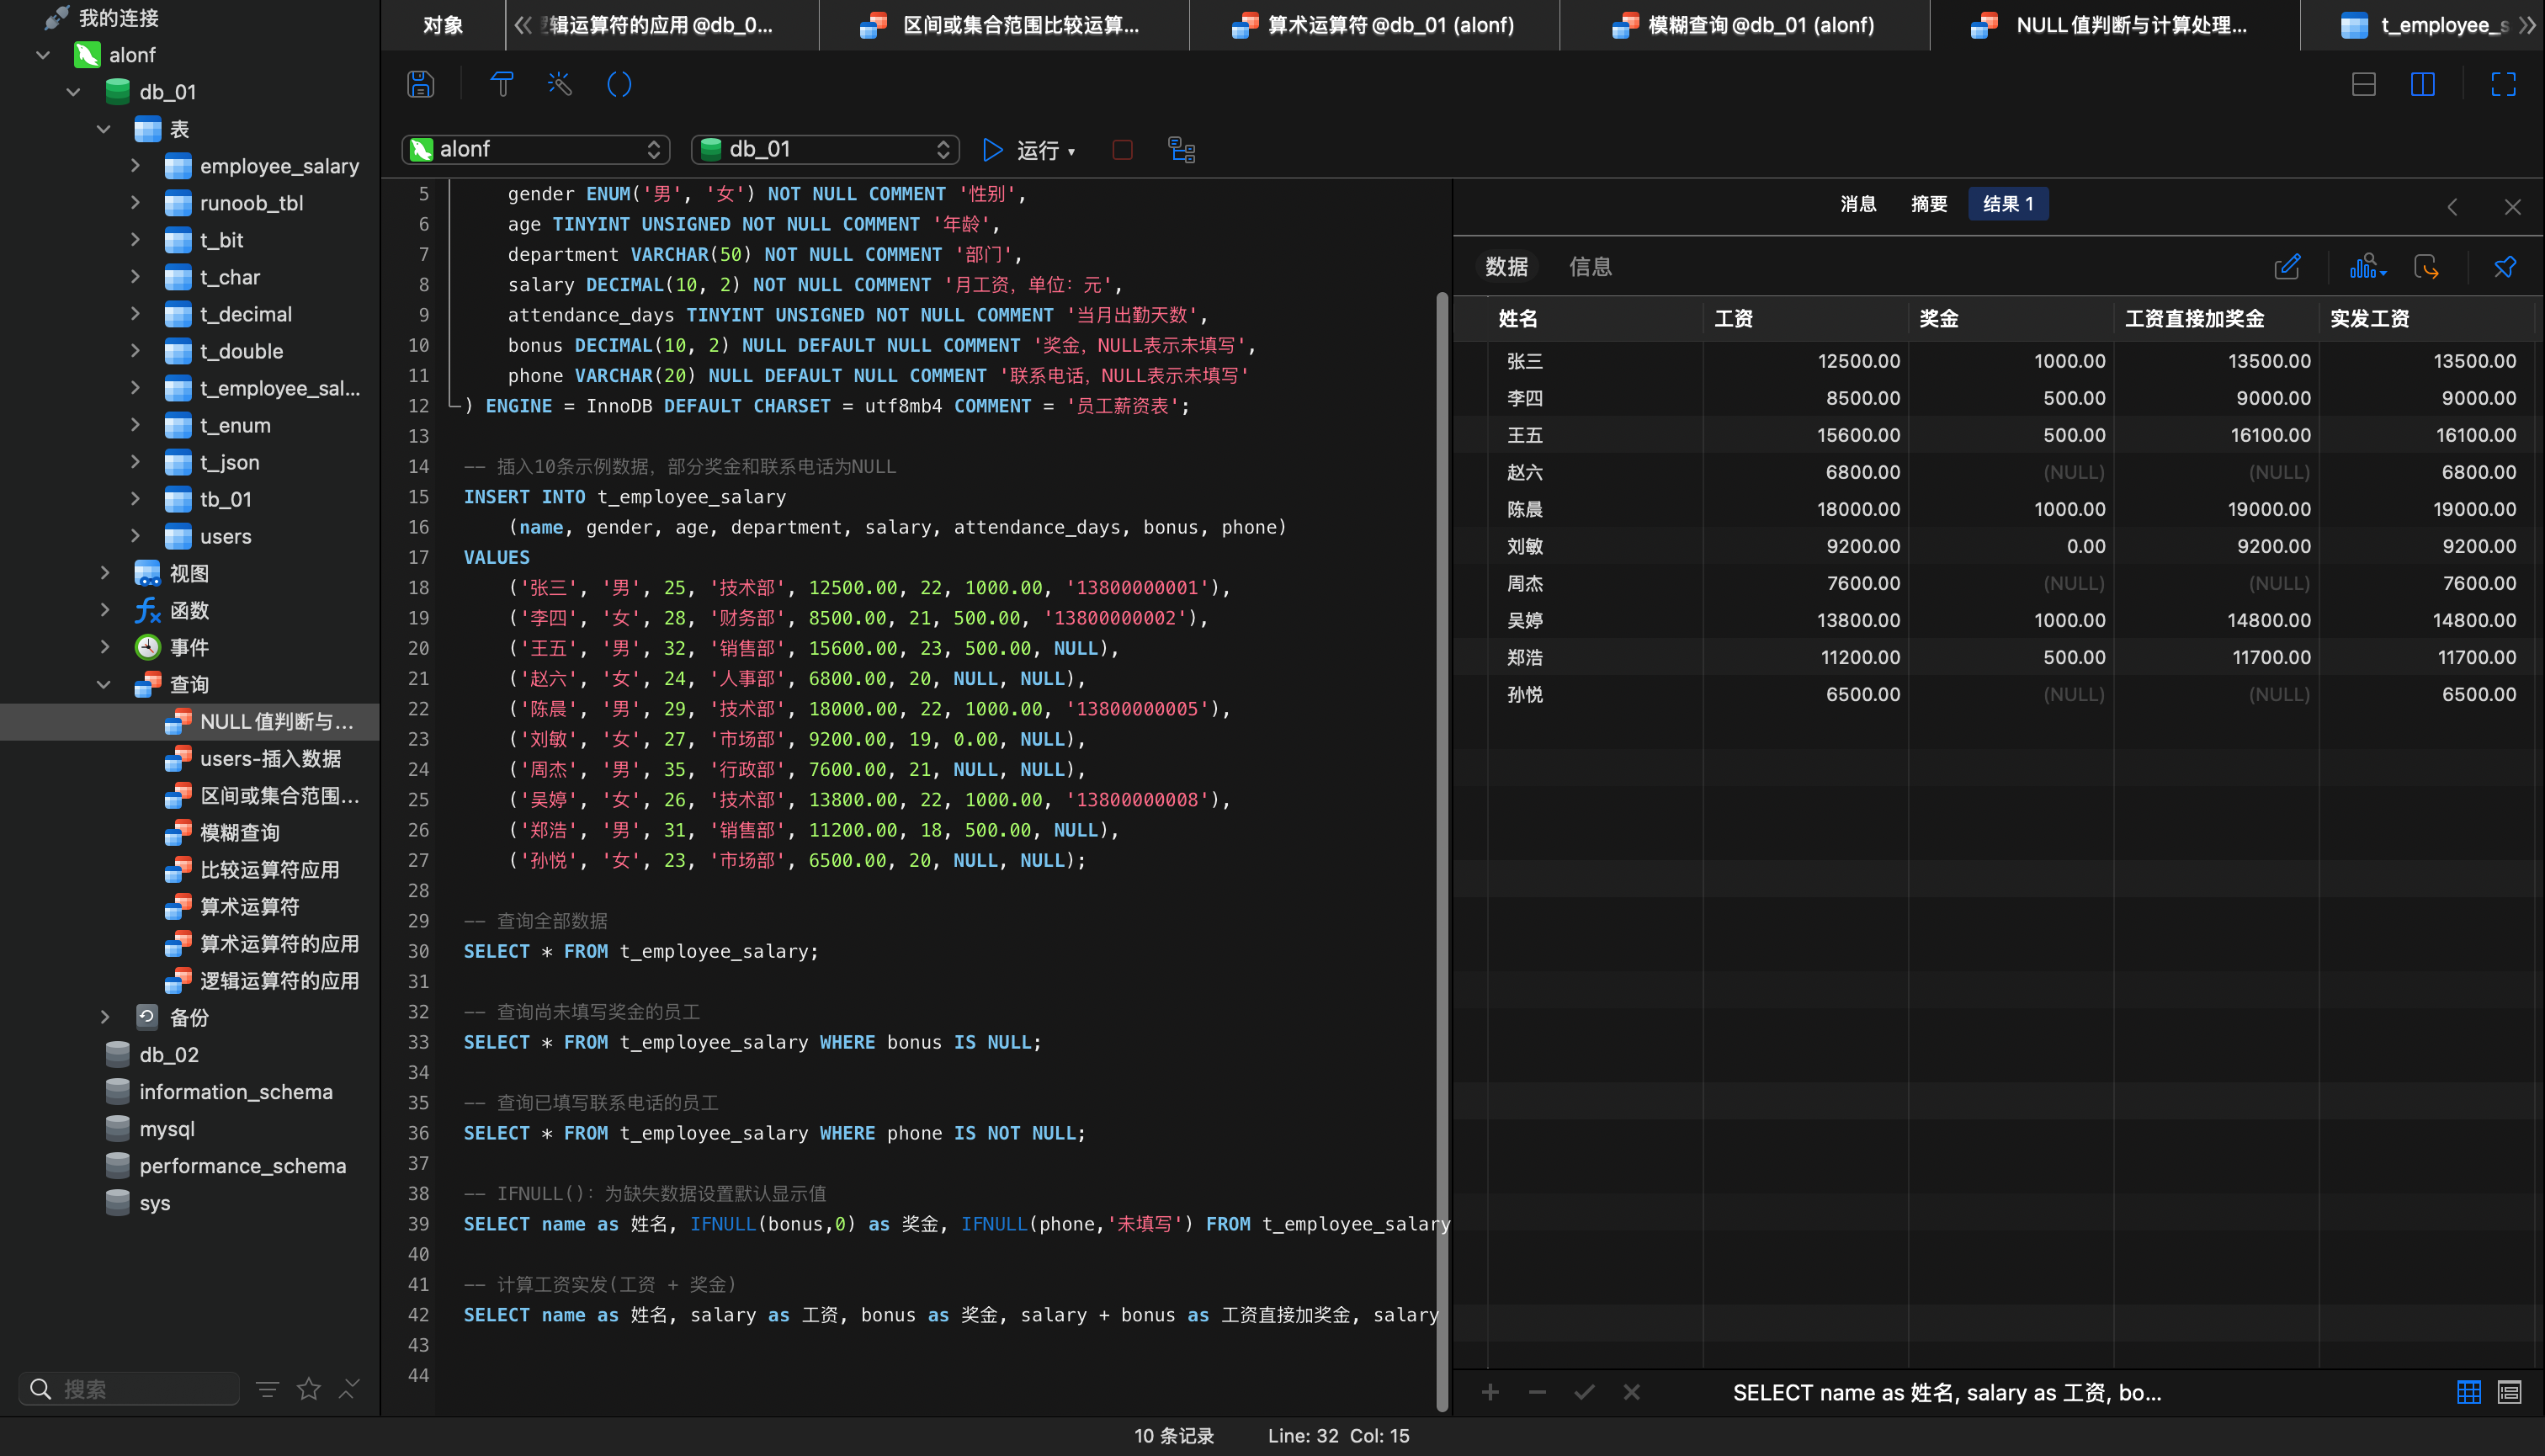 我的连接
alonf
db_01
表
employee_salary
runoob_tbl
t_bit
t_char
t_decimal
t_double
t_employee_sal...
t_enum
t_json
tb_01
users
视图
函数
事件
查询
NULL 值判断与...
users-插入数据
区间或集合范围...
模糊查询
比较运算符应用
算术运算符
算术运算符的应用
逻辑运算符的应用
备份
db_02
information_schema
mysql
performance_schema
sys
搜索
对象
辑运算符的应用 @db_0...
区间或集合范围比较运算...
算术运算符 @db_01 (alonf)
模糊查询 @db_01 (alonf)
NULL 值判断与计算处理...
t_employee_s
alonf
db_01
运行
5 gender ENUM('男', '女') NOT NULL COMMENT '性别',
6 age TINYINT UNSIGNED NOT NULL COMMENT '年龄',
7 department VARCHAR(50) NOT NULL COMMENT '部门',
8 salary DECIMAL(10, 2) NOT NULL COMMENT '月工资，单位：元',
9 attendance_days TINYINT UNSIGNED NOT NULL COMMENT '当月出勤天数',
10 bonus DECIMAL(10, 2) NULL DEFAULT NULL COMMENT '奖金，NULL表示未填写',
11 phone VARCHAR(20) NULL DEFAULT NULL COMMENT '联系电话，NULL表示未填写'
12 ) ENGINE = InnoDB DEFAULT CHARSET = utf8mb4 COMMENT = '员工薪资表';
13
14 -- 插入10条示例数据，部分奖金和联系电话为NULL
15 INSERT INTO t_employee_salary
16 (name, gender, age, department, salary, attendance_days, bonus, phone)
17 VALUES
18 ('张三', '男', 25, '技术部', 12500.00, 22, 1000.00, '13800000001'),
19 ('李四', '女', 28, '财务部', 8500.00, 21, 500.00, '13800000002'),
20 ('王五', '男', 32, '销售部', 15600.00, 23, 500.00, NULL),
21 ('赵六', '女', 24, '人事部', 6800.00, 20, NULL, NULL),
22 ('陈晨', '男', 29, '技术部', 18000.00, 22, 1000.00, '13800000005'),
23 ('刘敏', '女', 27, '市场部', 9200.00, 19, 0.00, NULL),
24 ('周杰', '男', 35, '行政部', 7600.00, 21, NULL, NULL),
25 ('吴婷', '女', 26, '技术部', 13800.00, 22, 1000.00, '13800000008'),
26 ('郑浩', '男', 31, '销售部', 11200.00, 18, 500.00, NULL),
27 ('孙悦', '女', 23, '市场部', 6500.00, 20, NULL, NULL);
28
29 -- 查询全部数据
30 SELECT * FROM t_employee_salary;
31
32 -- 查询尚未填写奖金的员工
33 SELECT * FROM t_employee_salary WHERE bonus IS NULL;
34
35 -- 查询已填写联系电话的员工
36 SELECT * FROM t_employee_salary WHERE phone IS NOT NULL;
37
38 -- IFNULL()：为缺失数据设置默认显示值
39 SELECT name as 姓名, IFNULL(bonus,0) as 奖金, IFNULL(phone,'未填写') FROM t_employee_salary
40
41 -- 计算工资实发(工资 + 奖金)
42 SELECT name as 姓名, salary as 工资, bonus as 奖金, salary + bonus as 工资直接加奖金, salary
43
44
消息 摘要 结果 1
数据 信息
姓名 工资 奖金 工资直接加奖金 实发工资
张三 12500.00 1000.00 13500.00 13500.00
李四 8500.00 500.00 9000.00 9000.00
王五 15600.00 500.00 16100.00 16100.00
赵六 6800.00 (NULL) (NULL) 6800.00
陈晨 18000.00 1000.00 19000.00 19000.00
刘敏 9200.00 0.00 9200.00 9200.00
周杰 7600.00 (NULL) (NULL) 7600.00
吴婷 13800.00 1000.00 14800.00 14800.00
郑浩 11200.00 500.00 11700.00 11700.00
孙悦 6500.00 (NULL) (NULL) 6500.00
SELECT name as 姓名, salary as 工资, bo...
10 条记录 Line: 32 Col: 15